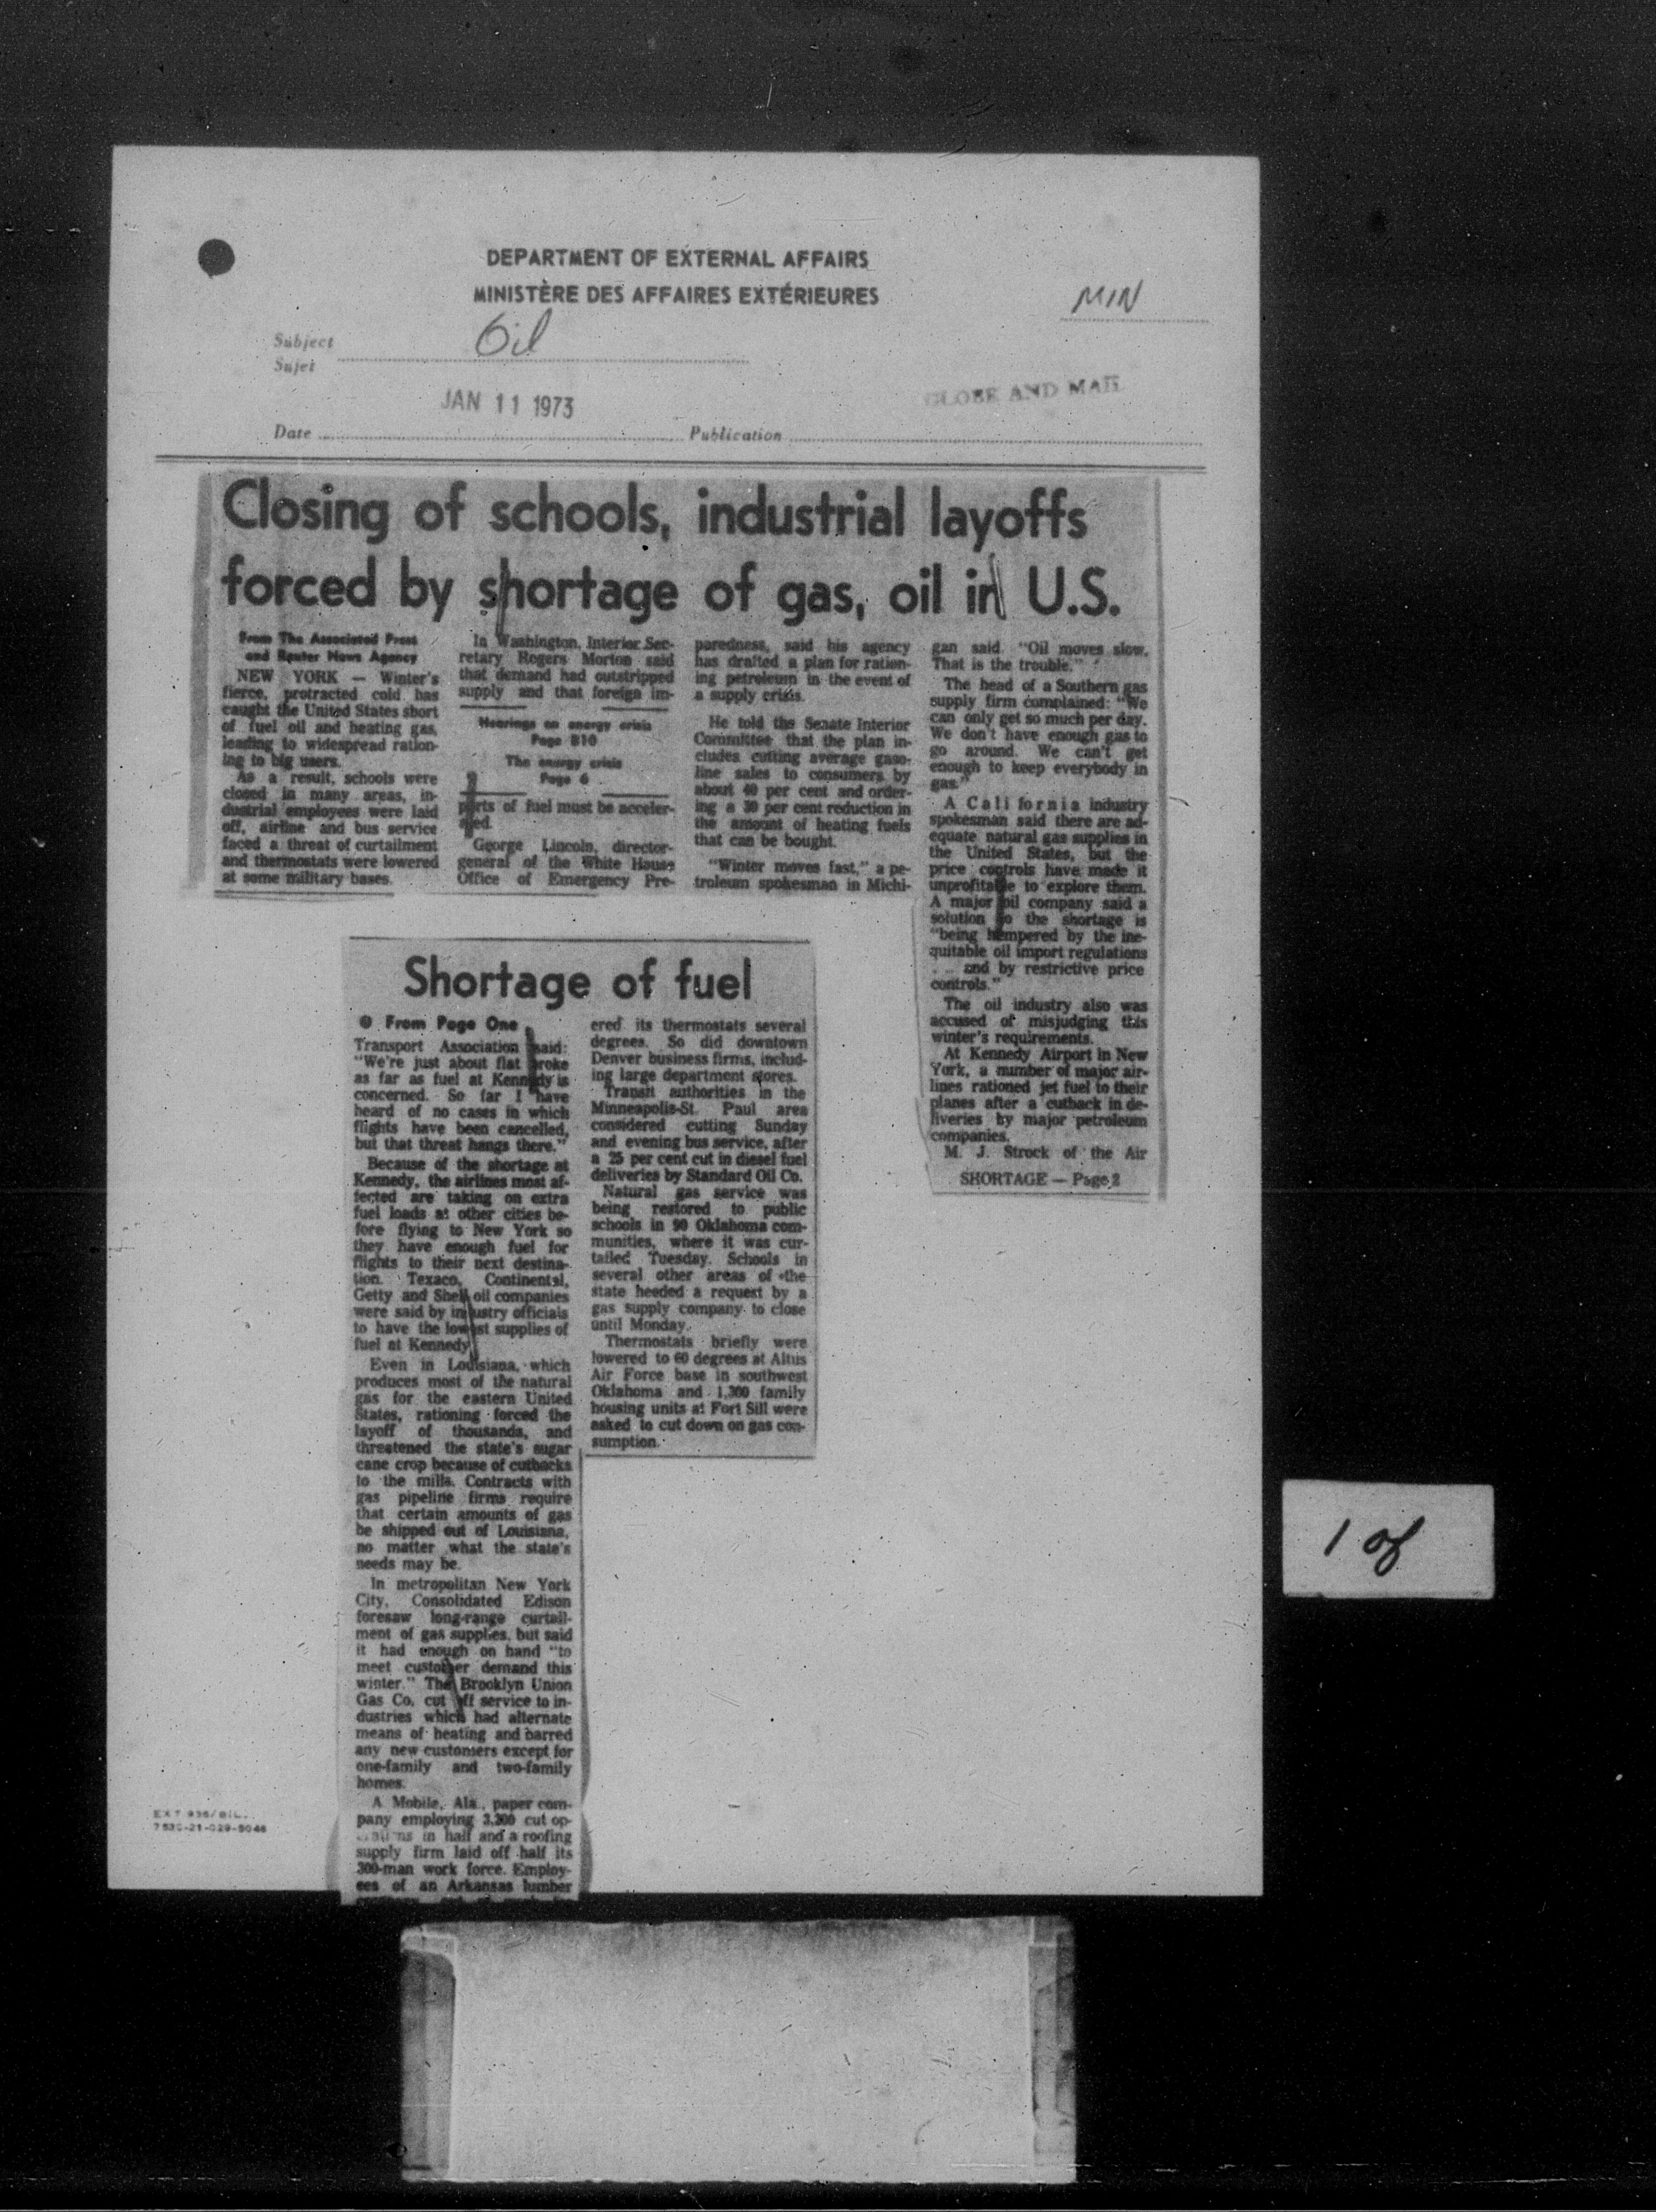 DEPARTMENT OF EXTERNAL AFFAIRS
MINISTÈRE DES AFFAIRES EXTÉRIEURES
MIN
Subject
Oil
Sujet
JAN 11 1973
GLOBE AND MAIL
Date
Publication
Closing of schools, industrial layoffs
forced by shortage of gas, oil in U.S.
From The Associated Press
and Reuter News Agency
NEW YORK — Winter's
fierce, protracted cold has
caught the United States short
of fuel oil and heating gas,
leading to widespread ration-
ing to big users.
As a result, schools were
closed in many areas, in-
dustrial employees were laid
off, airline and bus service
faced a threat of curtailment
and thermostats were lowered
at some military bases.
In Washington, Interior Sec-
retary Rogers Morton said
that demand had outstripped
supply and that foreign im-
Hearings on energy crisis
Page B10
The energy crisis
Page 6
ports of fuel must be acceler-
ated.
George Lincoln, director-
general of the White House
Office of Emergency Pre-
paredness, said his agency
has drafted a plan for ration-
ing petroleum in the event of
a supply crisis.
He told the Senate Interior
Committee that the plan in-
cludes cutting average gaso-
line sales to consumers by
about 40 per cent and order-
ing a 30 per cent reduction in
the amount of heating fuels
that can be bought.
"Winter moves fast," a pe-
troleum spokesman in Michi-
gan said. "Oil moves slow.
That is the trouble."
The head of a Southern gas
supply firm complained: "We
can only get so much per day.
We don't have enough gas to
go around. We can't get
enough to keep everybody in
gas."
A California industry
spokesman said there are ad-
equate natural gas supplies in
the United States, but the
price controls have made it
unprofitable to explore them.
A major oil company said a
solution to the shortage is
"being hampered by the ine-
quitable oil import regulations
. . . and by restrictive price
controls."
The oil industry also was
accused of misjudging this
winter's requirements.
At Kennedy Airport in New
York, a number of major air-
lines rationed jet fuel to their
planes after a cutback in de-
liveries by major petroleum
companies.
M. J. Strock of the Air
SHORTAGE — Page 2
Shortage of fuel
● From Page One
Transport Association said:
"We're just about flat broke
as far as fuel at Kennedy is
concerned. So far I have
heard of no cases in which
flights have been cancelled,
but that threat hangs there."
Because of the shortage at
Kennedy, the airlines most af-
fected are taking on extra
fuel loads at other cities be-
fore flying to New York so
they have enough fuel for
flights to their next destina-
tion. Texaco, Continental,
Getty and Shell oil companies
were said by industry officials
to have the lowest supplies of
fuel at Kennedy.
Even in Louisiana, which
produces most of the natural
gas for the eastern United
States, rationing forced the
layoff of thousands, and
threatened the state's sugar
cane crop because of cutbacks
to the mills. Contracts with
gas pipeline firms require
that certain amounts of gas
be shipped out of Louisiana,
no matter what the state's
needs may be.
In metropolitan New York
City, Consolidated Edison
foresaw long-range curtail-
ment of gas supplies, but said
it had enough on hand "to
meet customer demand this
winter." The Brooklyn Union
Gas Co. cut off service to in-
dustries which had alternate
means of heating and barred
any new customers except for
one-family and two-family
homes.
A Mobile, Ala., paper com-
pany employing 3,200 cut op-
erations in half and a roofing
supply firm laid off half its
300-man work force. Employ-
ees of an Arkansas lumber
ered its thermostats several
degrees. So did downtown
Denver business firms, includ-
ing large department stores.
Transit authorities in the
Minneapolis-St. Paul area
considered cutting Sunday
and evening bus service, after
a 25 per cent cut in diesel fuel
deliveries by Standard Oil Co.
Natural gas service was
being restored to public
schools in 90 Oklahoma com-
munities, where it was cur-
tailed Tuesday. Schools in
several other areas of the
state heeded a request by a
gas supply company to close
until Monday.
Thermostats briefly were
lowered to 60 degrees at Altus
Air Force base in southwest
Oklahoma and 1,300 family
housing units at Fort Sill were
asked to cut down on gas con-
sumption.
1 of
EXT 936/BIL.
7530-21-029-5046